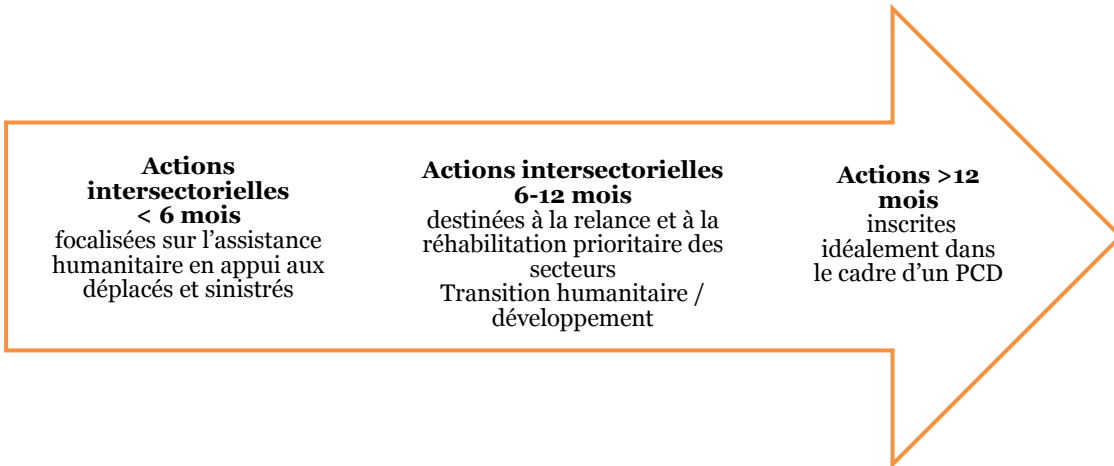 Actions
intersectorielles
< 6 mois
focalisées sur l’assistance
humanitaire en appui aux
déplacés et sinistrés
Actions intersectorielles
6-12 mois
destinées à la relance et à la
réhabilitation prioritaire des
secteurs
Transition humanitaire /
développement
Actions >12
mois
inscrites
idéalement dans
le cadre d’un PCD